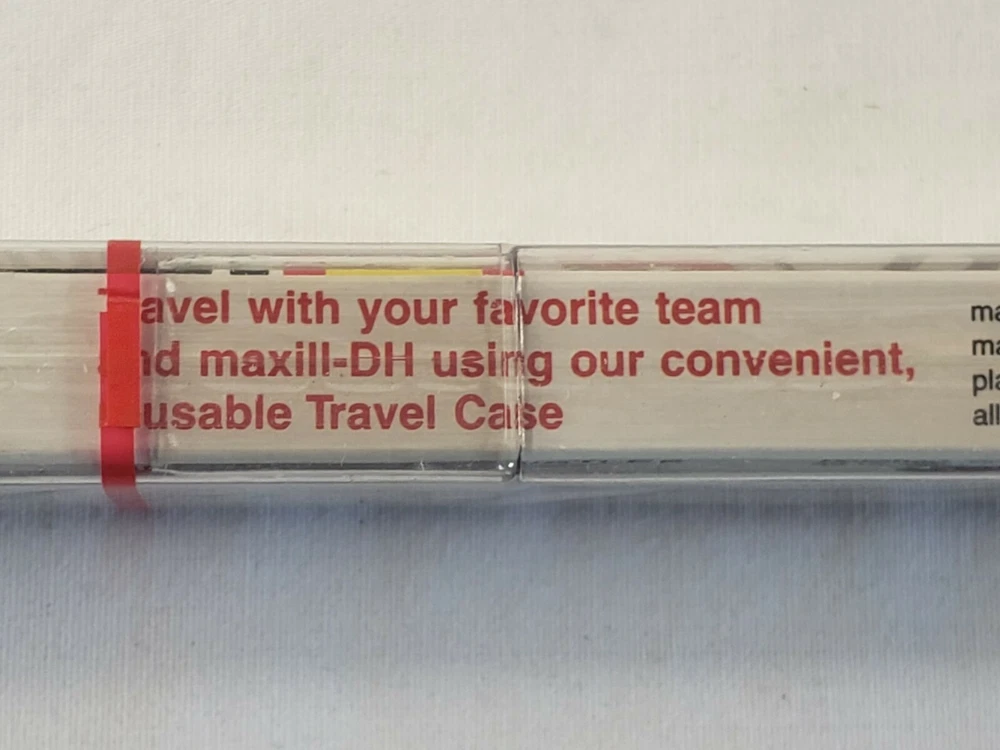 avel with your favorite team
nd maxill-DH using our convenient,
usable Travel Case
ma
ma
pla
all